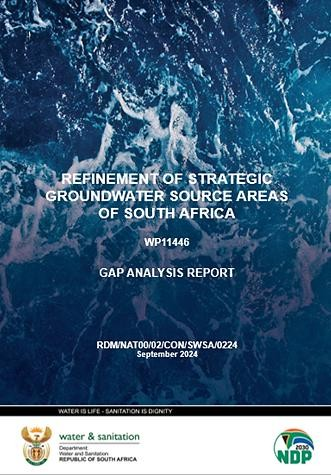 REFINEMENT OF STRATEGIC
GROUNDWATER SOURCE AREAS
OF SOUTH AFRICA
WP11446
GAP ANALYSIS REPORT
RDM/NAT00/02/CON/SWSA/0224
September 2024
WATER IS LIFE - SANITATION IS DIGNITY
water & sanitation
Department:
Water and Sanitation
REPUBLIC OF SOUTH AFRICA
2030
NDP